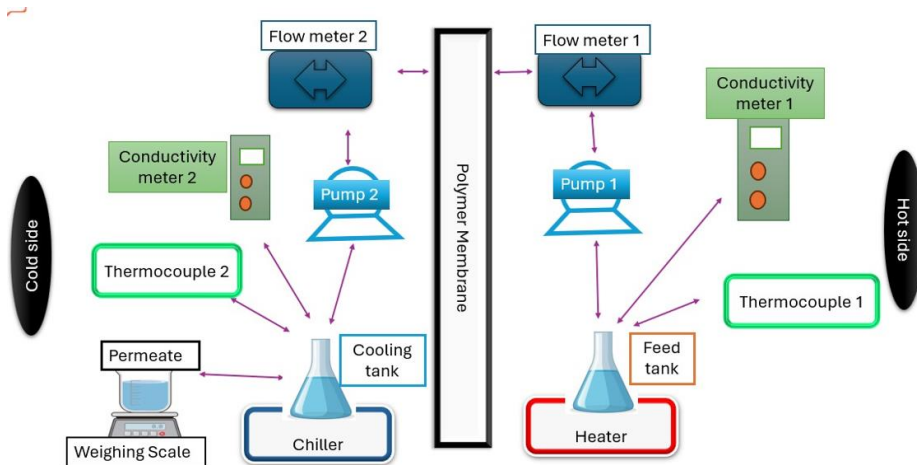 Flow meter 2
Flow meter 1
Conductivity
meter 1
Conductivity
meter 2
Pump 2
Pump 1
Polymer Membrane
Cold side
Hot side
Thermocouple 2
Thermocouple 1
Permeate
Cooling
tank
Feed
tank
Weighing Scale
Chiller
Heater